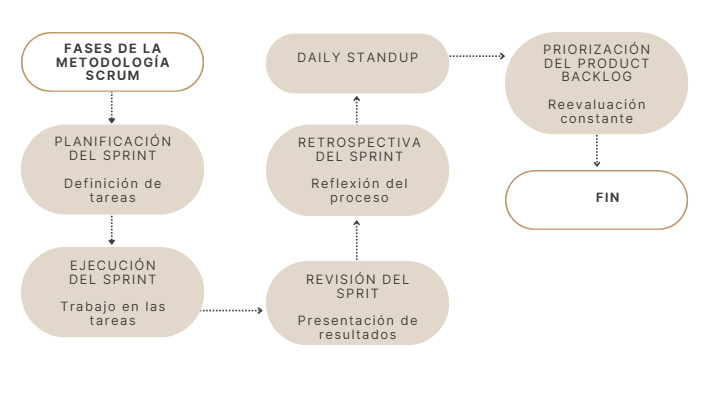 FASES DE LA
METODOLOGÍA
SCRUM
PLANIFICACIÓN
DEL SPRINT
Definición de
tareas
EJECUCIÓN
DEL SPRINT
Trabajo en las
tareas
REVISIÓN DEL
SPRIT
Presentación de
resultados
RETROSPECTIVA
DEL SPRINT
Reflexión del
proceso
DAILY STANDUP
PRIORIZACIÓN
DEL PRODUCT
BACKLOG
Reevaluación
constante
FIN